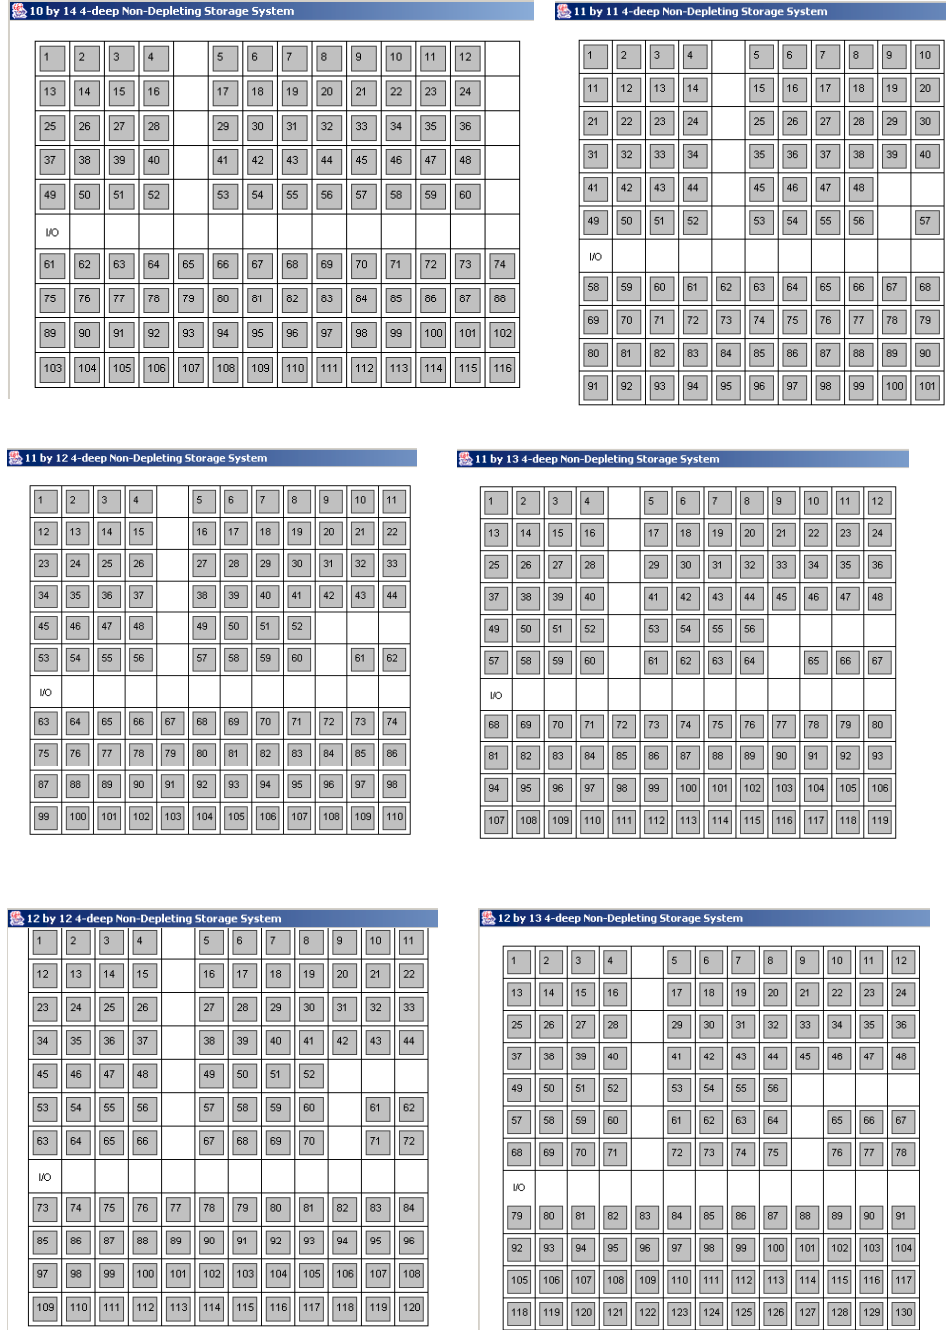 10 by 14 4-deep Non-Depleting Storage System
1 2 3 4 5 6 7 8 9 10 11 12
13 14 15 16 17 18 19 20 21 22 23 24
25 26 27 28 29 30 31 32 33 34 35 36
37 38 39 40 41 42 43 44 45 46 47 48
49 50 51 52 53 54 55 56 57 58 59 60
I/O
61 62 63 64 65 66 67 68 69 70 71 72 73 74
75 76 77 78 79 80 81 82 83 84 85 86 87 88
89 90 91 92 93 94 95 96 97 98 99 100 101 102
103 104 105 106 107 108 109 110 111 112 113 114 115 116
11 by 11 4-deep Non-Depleting Storage System
1 2 3 4 5 6 7 8 9 10
11 12 13 14 15 16 17 18 19 20
21 22 23 24 25 26 27 28 29 30
31 32 33 34 35 36 37 38 39 40
41 42 43 44 45 46 47 48
49 50 51 52 53 54 55 56 57
I/O
58 59 60 61 62 63 64 65 66 67 68
69 70 71 72 73 74 75 76 77 78 79
80 81 82 83 84 85 86 87 88 89 90
91 92 93 94 95 96 97 98 99 100 101
11 by 12 4-deep Non-Depleting Storage System
1 2 3 4 5 6 7 8 9 10 11
12 13 14 15 16 17 18 19 20 21 22
23 24 25 26 27 28 29 30 31 32 33
34 35 36 37 38 39 40 41 42 43 44
45 46 47 48 49 50 51 52
53 54 55 56 57 58 59 60 61 62
I/O
63 64 65 66 67 68 69 70 71 72 73 74
75 76 77 78 79 80 81 82 83 84 85 86
87 88 89 90 91 92 93 94 95 96 97 98
99 100 101 102 103 104 105 106 107 108 109 110
11 by 13 4-deep Non-Depleting Storage System
1 2 3 4 5 6 7 8 9 10 11 12
13 14 15 16 17 18 19 20 21 22 23 24
25 26 27 28 29 30 31 32 33 34 35 36
37 38 39 40 41 42 43 44 45 46 47 48
49 50 51 52 53 54 55 56
57 58 59 60 61 62 63 64 65 66 67
I/O
68 69 70 71 72 73 74 75 76 77 78 79 80
81 82 83 84 85 86 87 88 89 90 91 92 93
94 95 96 97 98 99 100 101 102 103 104 105 106
107 108 109 110 111 112 113 114 115 116 117 118 119
12 by 12 4-deep Non-Depleting Storage System
1 2 3 4 5 6 7 8 9 10 11
12 13 14 15 16 17 18 19 20 21 22
23 24 25 26 27 28 29 30 31 32 33
34 35 36 37 38 39 40 41 42 43 44
45 46 47 48 49 50 51 52
53 54 55 56 57 58 59 60 61 62
63 64 65 66 67 68 69 70 71 72
I/O
73 74 75 76 77 78 79 80 81 82 83 84
85 86 87 88 89 90 91 92 93 94 95 96
97 98 99 100 101 102 103 104 105 106 107 108
109 110 111 112 113 114 115 116 117 118 119 120
12 by 13 4-deep Non-Depleting Storage System
1 2 3 4 5 6 7 8 9 10 11 12
13 14 15 16 17 18 19 20 21 22 23 24
25 26 27 28 29 30 31 32 33 34 35 36
37 38 39 40 41 42 43 44 45 46 47 48
49 50 51 52 53 54 55 56
57 58 59 60 61 62 63 64 65 66 67
68 69 70 71 72 73 74 75 76 77 78
I/O
79 80 81 82 83 84 85 86 87 88 89 90 91
92 93 94 95 96 97 98 99 100 101 102 103 104
105 106 107 108 109 110 111 112 113 114 115 116 117
118 119 120 121 122 123 124 125 126 127 128 129 130